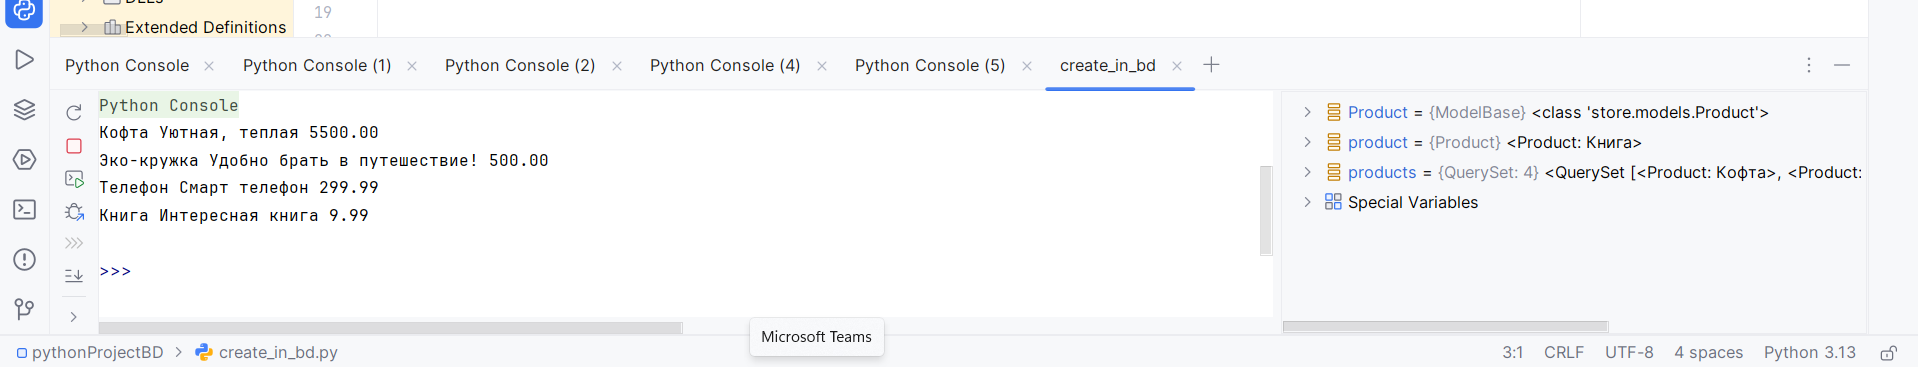 19
Extended Definitions
Python Console
Python Console (1)
Python Console (2)
Python Console (4)
Python Console (5)
create_in_bd
Python Console
Кофта Уютная, теплая 5500.00
Эко-кружка Удобно брать в путешествие! 500.00
Телефон Смарт телефон 299.99
Книга Интересная книга 9.99
>>>
Product = {ModelBase} <class 'store.models.Product'>
product = {Product} <Product: Книга>
products = {QuerySet: 4} <QuerySet [<Product: Кофта>, <Product:
Special Variables
Microsoft Teams
pythonProjectBD > create_in_bd.py
3:1 CRLF UTF-8 4 spaces Python 3.13